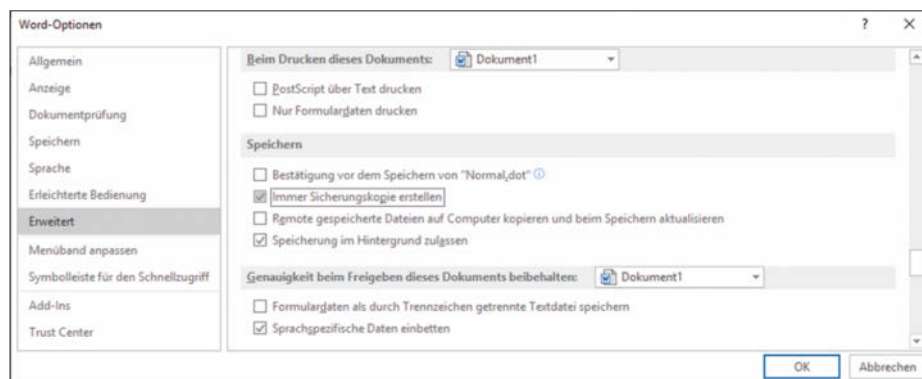 Word-Optionen
Allgemein
Anzeige
Dokumentprüfung
Speichern
Sprache
Erleichterte Bedienung
Erweitert
Menüband anpassen
Symbolleiste für den Schnellzugriff
Add-Ins
Trust Center
Beim Drucken dieses Dokuments: Dokument1
PostScript über Text drucken
Nur Formulardaten drucken
Speichern
Bestätigung vor dem Speichern von "Normal.dot"
Immer Sicherungskopie erstellen
Remote gespeicherte Dateien auf Computer kopieren und beim Speichern aktualisieren
Speicherung im Hintergrund zulassen
Genauigkeit beim Freigeben dieses Dokuments beibehalten: Dokument1
Formulardaten als durch Trennzeichen getrennte Textdatei speichern
Sprachspezifische Daten einbetten
OK Abbrechen